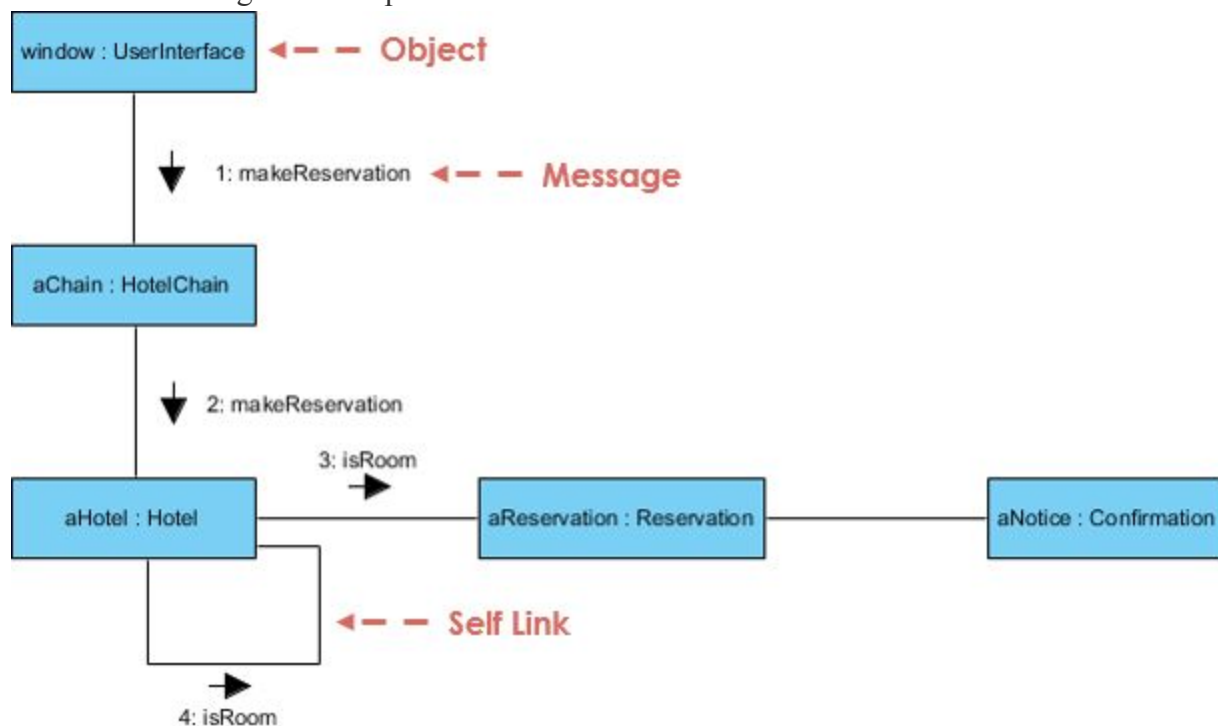 window : UserInterface
Object
1: makeReservation
Message
aChain : HotelChain
2: makeReservation
3: isRoom
aHotel : Hotel
aReservation : Reservation
aNotice : Confirmation
Self Link
4: isRoom